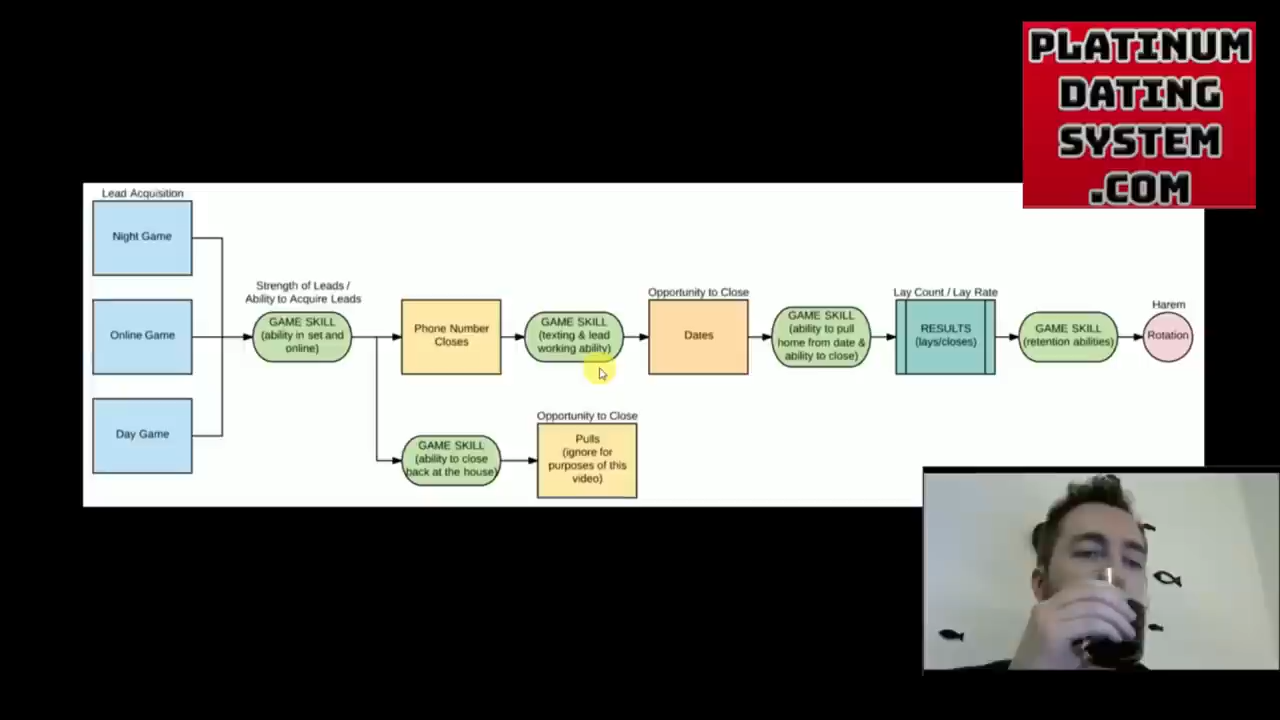 PLATINUM
DATING
SYSTEM
.COM
Lead Acquisition
Night Game
Online Game
Day Game
Strength of Leads /
Ability to Acquire Leads
GAME SKILL
(ability in set and
online)
Phone Number
Closes
GAME SKILL
(texting & lead
working ability)
Opportunity to Close
Dates
GAME SKILL
(ability to pull
home from date &
ability to close)
Lay Count / Lay Rate
RESULTS
(lays/closes)
GAME SKILL
(retention abilities)
Harem
Rotation
GAME SKILL
(ability to close
back at the house)
Opportunity to Close
Pulls
(ignore for
purposes of this
video)